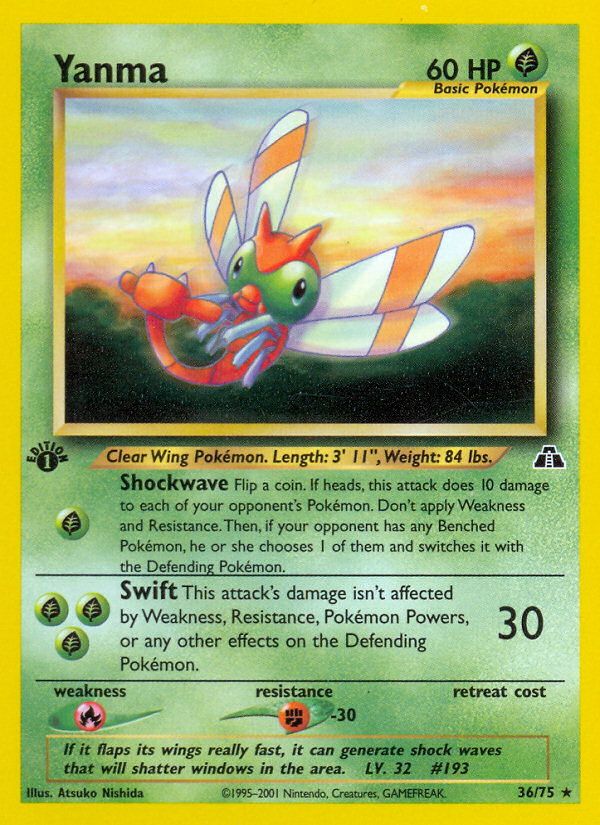 Yanma
60 HP
Basic Pokémon
EDITION
1
Clear Wing Pokémon. Length: 3' 11", Weight: 84 lbs.
Shockwave Flip a coin. If heads, this attack does 10 damage
to each of your opponent's Pokémon. Don't apply Weakness
and Resistance. Then, if your opponent has any Benched
Pokémon, he or she chooses 1 of them and switches it with
the Defending Pokémon.
Swift This attack's damage isn't affected
by Weakness, Resistance, Pokémon Powers,
or any other effects on the Defending
Pokémon.
30
weakness resistance retreat cost
-30
If it flaps its wings really fast, it can generate shock waves
that will shatter windows in the area. LV. 32 #193
Illus. Atsuko Nishida ©1995–2001 Nintendo, Creatures, GAMEFREAK. 36/75 ★